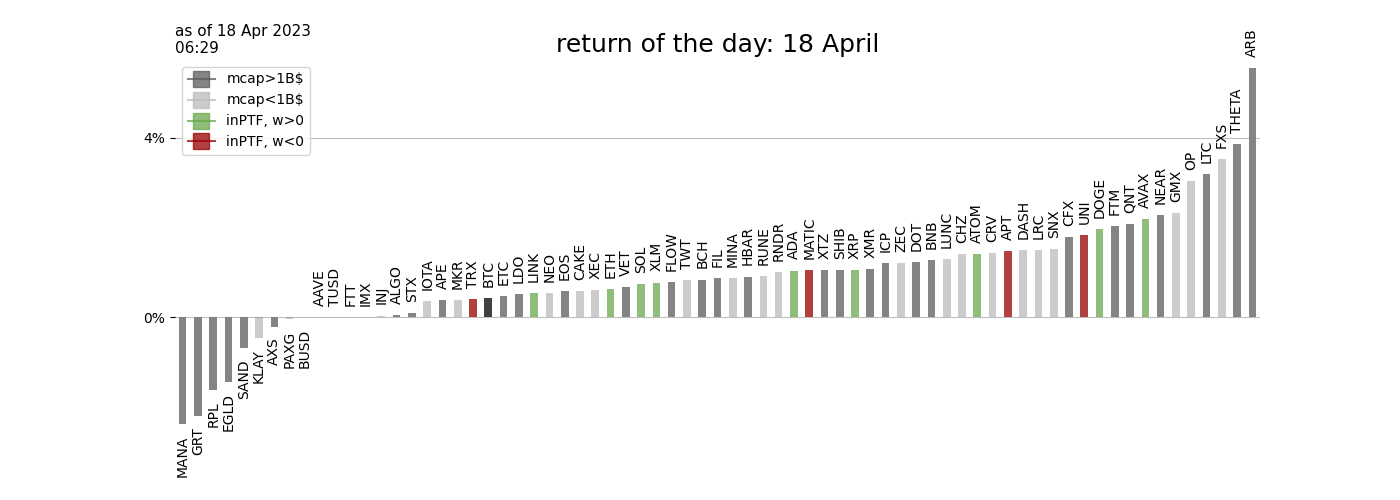 as of 18 Apr 2023
06:29
return of the day: 18 April
mcap>1B$
mcap<1B$
inPTF, w>0
inPTF, w<0
4%
0%
MANA
GRT
RPL
EGLD
SAND
KLAY
AXS
PAXG
BUSD
AAVE
TUSD
FTT
IMX
INJ
ALGO
STX
IOTA
APE
MKR
TRX
BTC
ETC
LDO
LINK
NEO
EOS
CAKE
XEC
ETH
VET
SOL
XLM
FLOW
TWT
BCH
FIL
MINA
HBAR
RUNE
RNDR
ADA
MATIC
XTZ
SHIB
XRP
XMR
ICP
ZEC
DOT
BNB
LUNC
CHZ
ATOM
CRV
APT
DASH
LRC
SNX
CFX
UNI
DOGE
FTM
QNT
AVAX
NEAR
GMX
OP
LTC
FXS
THETA
ARB